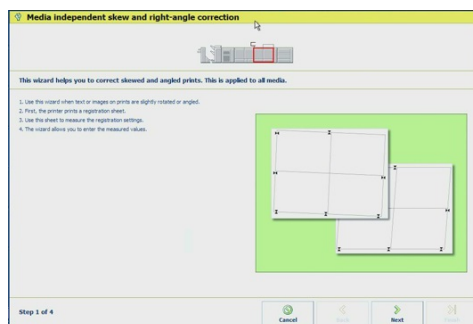 Media independent skew and right-angle correction
This wizard helps you to correct skewed and angled prints. This is applied to all media.
1. Use this wizard when text or images on prints are slightly rotated or angled.
2. First, the printer prints a registration sheet.
3. Use this sheet to measure the registration settings.
4. The wizard allows you to enter the measured values.
Step 1 of 4
Cancel
Back
Next
Finish